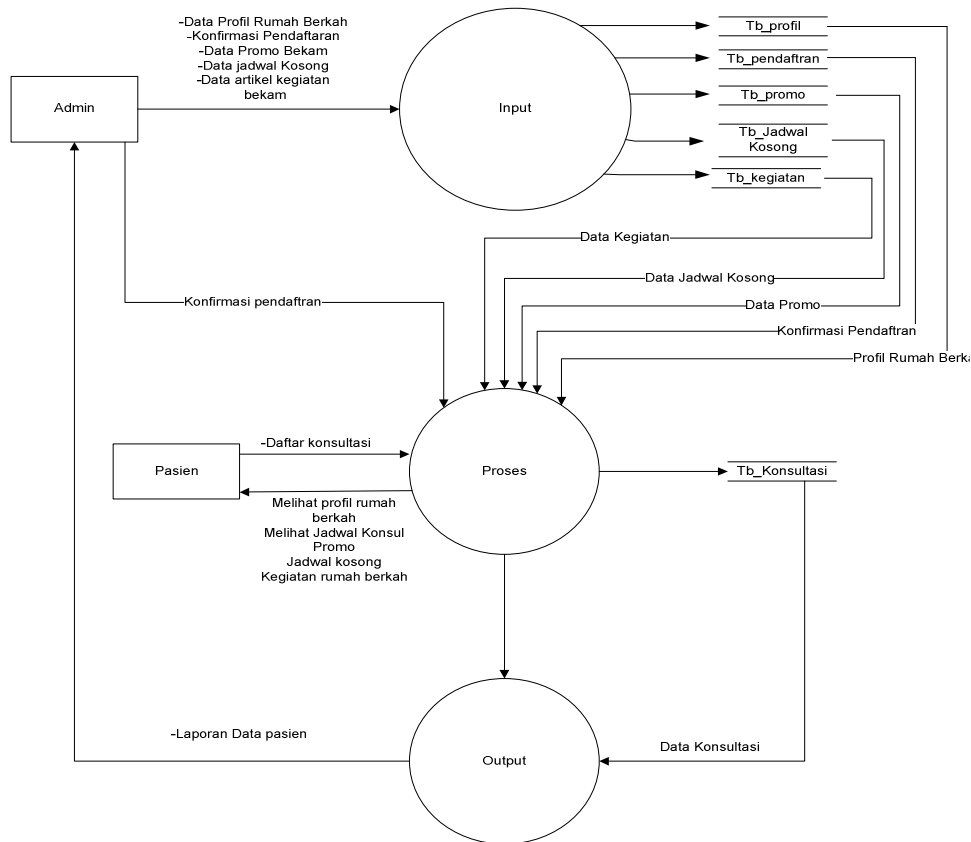 -Data Profil Rumah Berkah
-Konfirmasi Pendaftaran
-Data Promo Bekam
-Data jadwal Kosong
-Data artikel kegiatan
bekam
Admin
Input
Tb_profil
Tb_pendaftran
Tb_promo
Tb_Jadwal
Kosong
Tb_kegiatan
Data Kegiatan
Data Jadwal Kosong
Data Promo
Konfirmasi Pendaftran
Profil Rumah Berka
Konfirmasi pendaftran
Pasien
-Daftar konsultasi
Melihat profil rumah
berkah
Melihat Jadwal Konsul
Promo
Jadwal kosong
Kegiatan rumah berkah
Proses
Tb_Konsultasi
-Laporan Data pasien
Output
Data Konsultasi